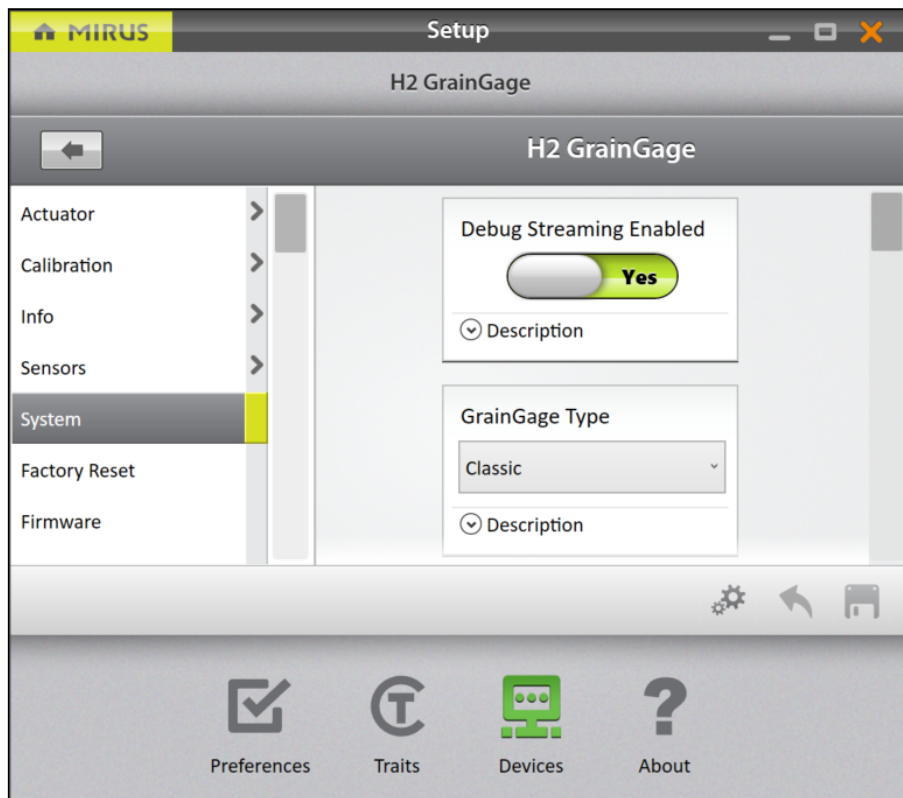 MIRUS
Setup
H2 GrainGage
H2 GrainGage
Actuator
Calibration
Info
Sensors
System
Factory Reset
Firmware
Debug Streaming Enabled
Yes
Description
GrainGage Type
Classic
Description
Preferences
Traits
Devices
About